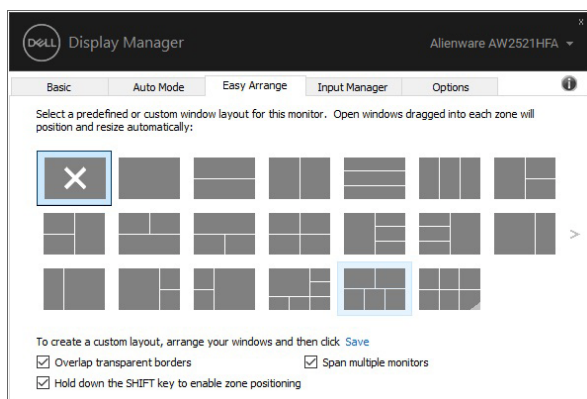 DELL Display Manager
Alienware AW2521HFA
Basic Auto Mode Easy Arrange Input Manager Options
Select a predefined or custom window layout for this monitor. Open windows dragged into each zone will
position and resize automatically:
To create a custom layout, arrange your windows and then click Save
Overlap transparent borders Span multiple monitors
Hold down the SHIFT key to enable zone positioning